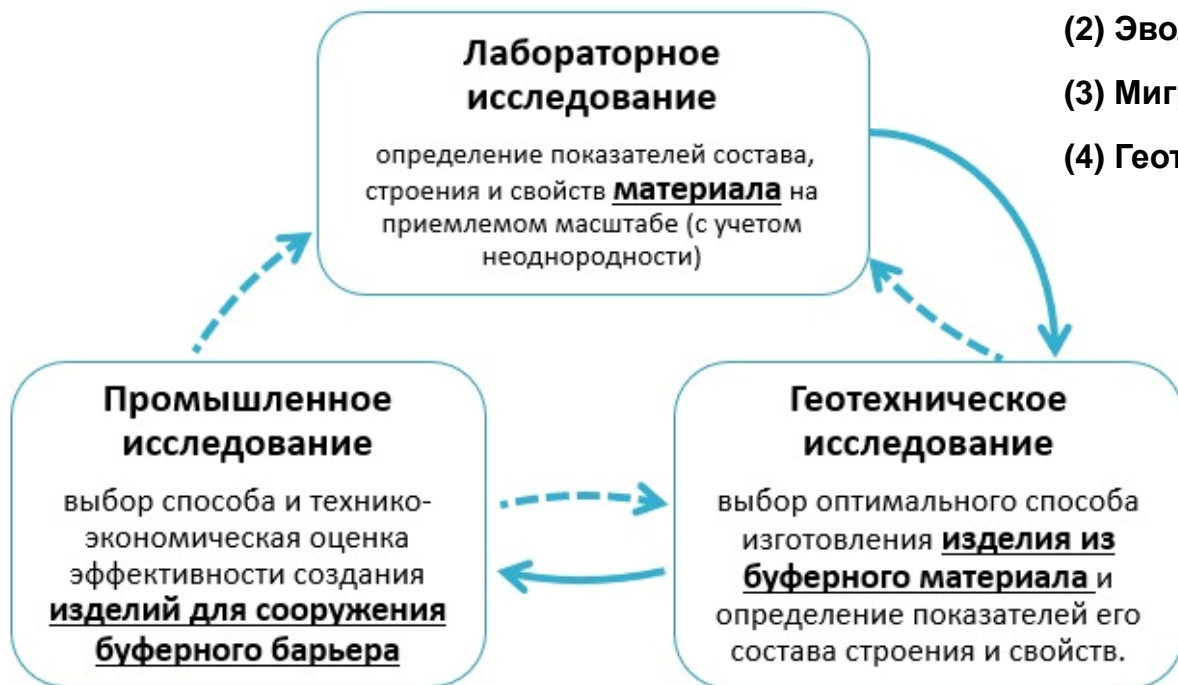 (2) Эво
(3) Миг
(4) Геот
Лабораторное
исследование
определение показателей состава,
строения и свойств материала на
приемлемом масштабе (с учетом
неоднородности)
Промышленное
исследование
выбор способа и технико-
экономическая оценка
эффективности создания
изделий для сооружения
буферного барьера
Геотехническое
исследование
выбор оптимального способа
изготовления изделия из
буферного материала и
определение показателей его
состава строения и свойств.